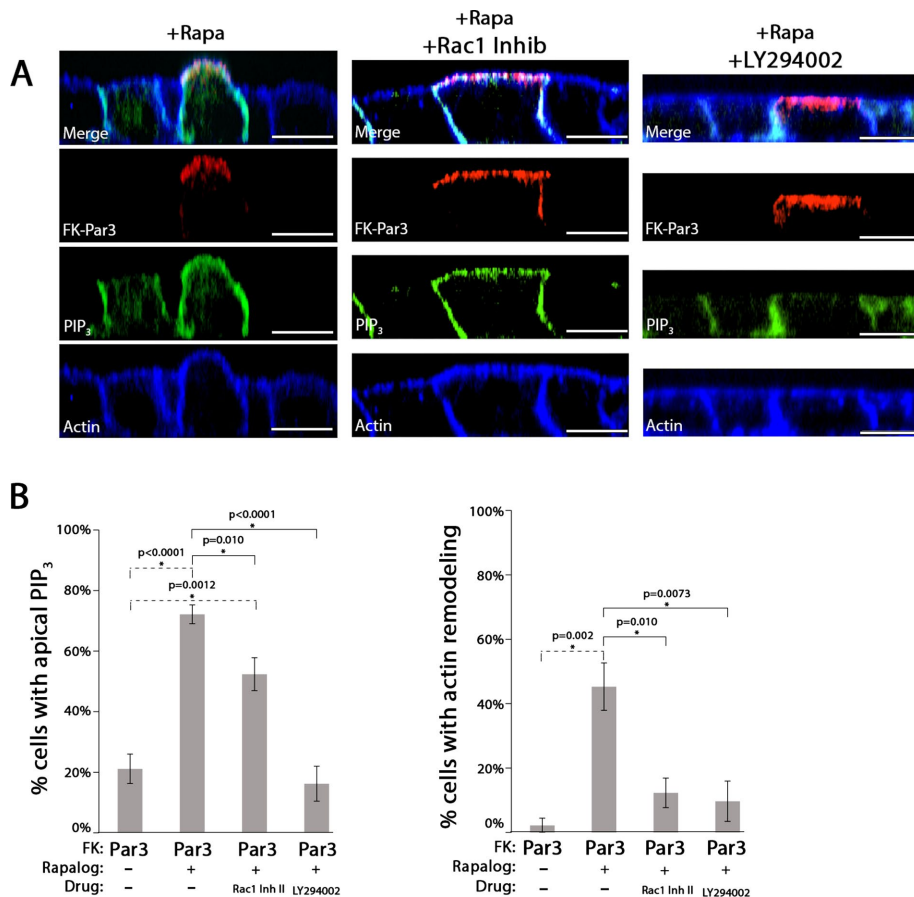 A
+Rapa
+Rapa
+Rac1 Inhib
+Rapa
+LY294002
Merge
Merge
Merge
FK-Par3
FK-Par3
FK-Par3
PIP3
PIP3
PIP3
Actin
Actin
Actin
B
% cells with apical PIP3
100%
80%
60%
40%
20%
0%
p<0.0001
*
p=0.010
*
p<0.0001
*
p=0.0012
*
FK: Par3 Par3 Par3 Par3
Rapalog: – + + +
Drug: – – Rac1 Inh II LY294002
% cells with actin remodeling
100%
80%
60%
40%
20%
0%
p=0.0073
*
p=0.010
*
p=0.002
*
FK: Par3 Par3 Par3 Par3
Rapalog: – + + +
Drug: – – Rac1 Inh II LY294002